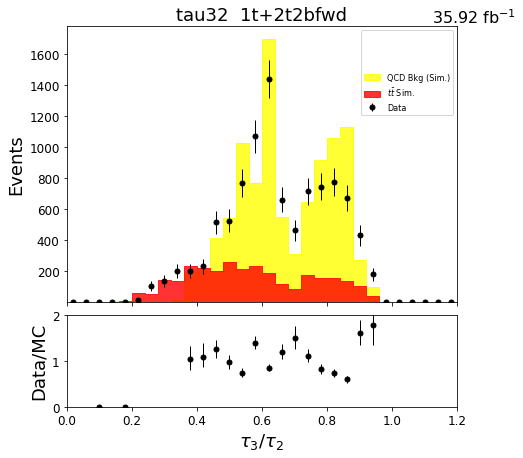 tau32 1t+2t2bfwd
35.92 fb⁻¹
Events
1600
1400
1200
1000
800
600
400
200
QCD Bkg (Sim.)
tt̄ Sim.
Data
Data/MC
2
1
0
0.0 0.2 0.4 0.6 0.8 1.0 1.2
τ₃/τ₂